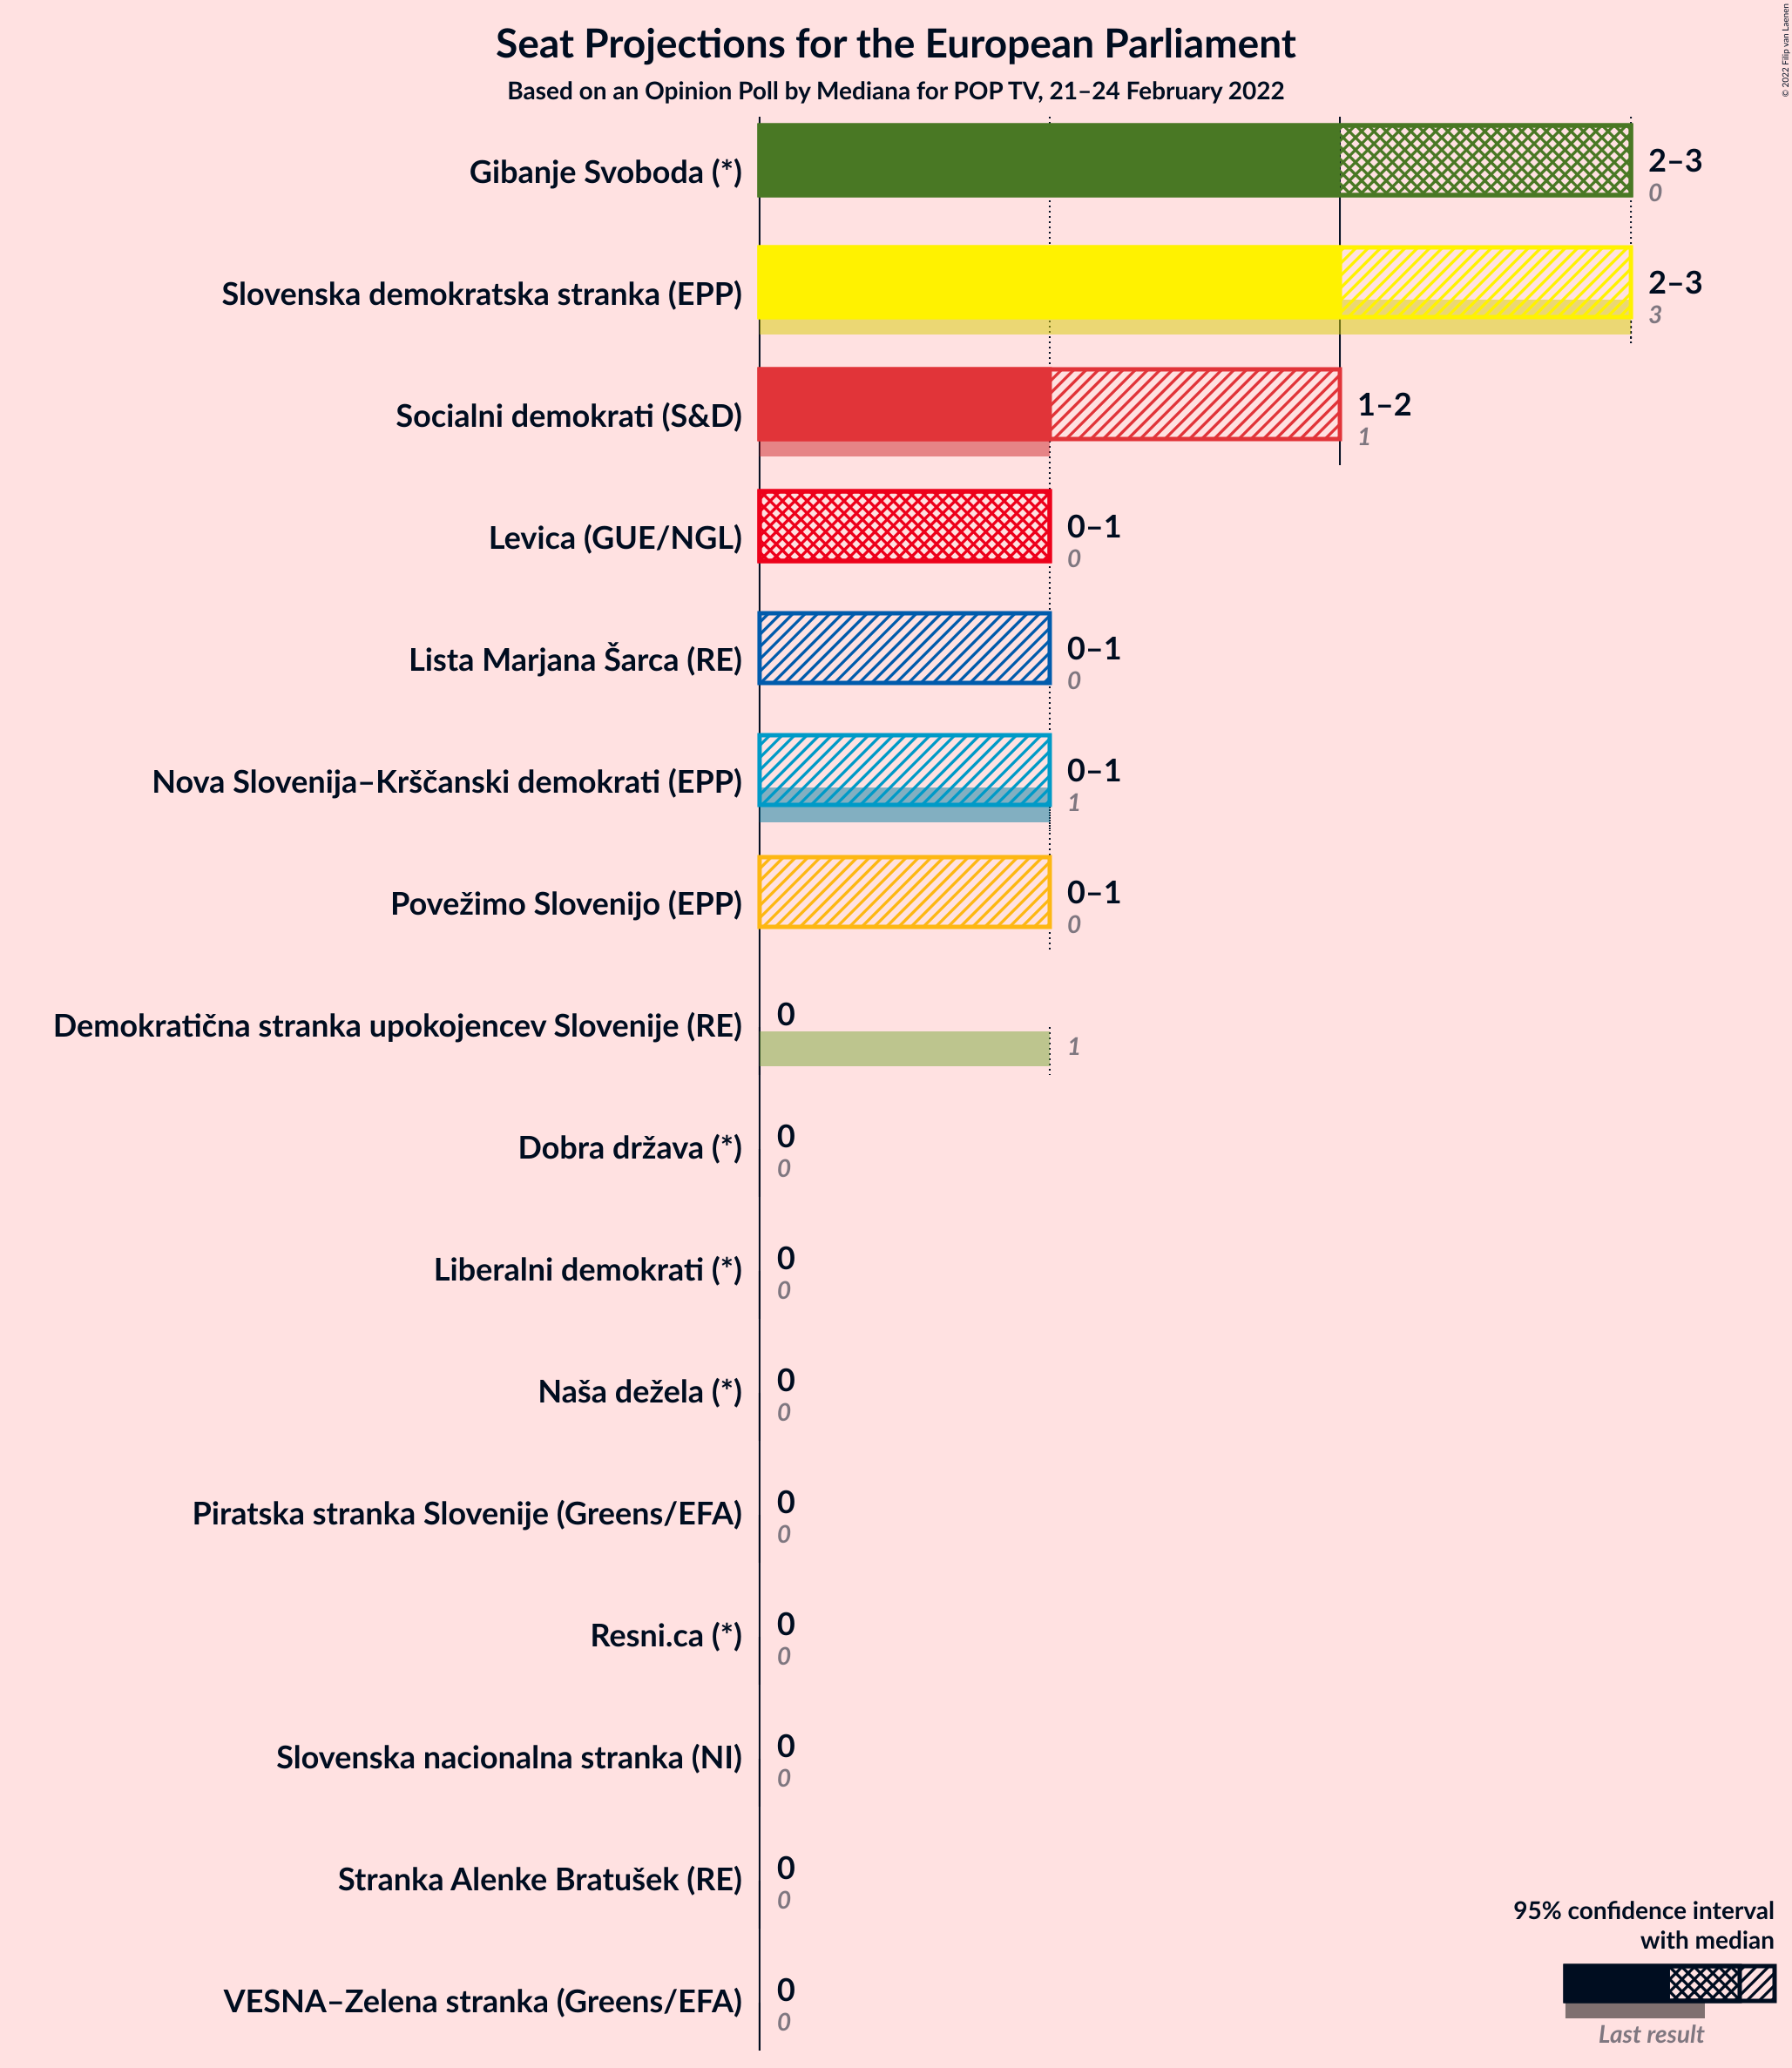 Seat Projections for the European Parliament
Based on an Opinion Poll by Mediana for POP TV, 21–24 February 2022
© 2022 Filip van Laenen
Gibanje Svoboda (*)
2–3
0
Slovenska demokratska stranka (EPP)
2–3
3
Socialni demokrati (S&D)
1–2
1
Levica (GUE/NGL)
0–1
0
Lista Marjana Šarca (RE)
0–1
0
Nova Slovenija–Krščanski demokrati (EPP)
0–1
1
Povežimo Slovenijo (EPP)
0–1
0
Demokratična stranka upokojencev Slovenije (RE)
0
1
Dobra država (*)
0
0
Liberalni demokrati (*)
0
0
Naša dežela (*)
0
0
Piratska stranka Slovenije (Greens/EFA)
0
0
Resni.ca (*)
0
0
Slovenska nacionalna stranka (NI)
0
0
Stranka Alenke Bratušek (RE)
0
0
VESNA–Zelena stranka (Greens/EFA)
0
0
95% confidence interval
with median
Last result